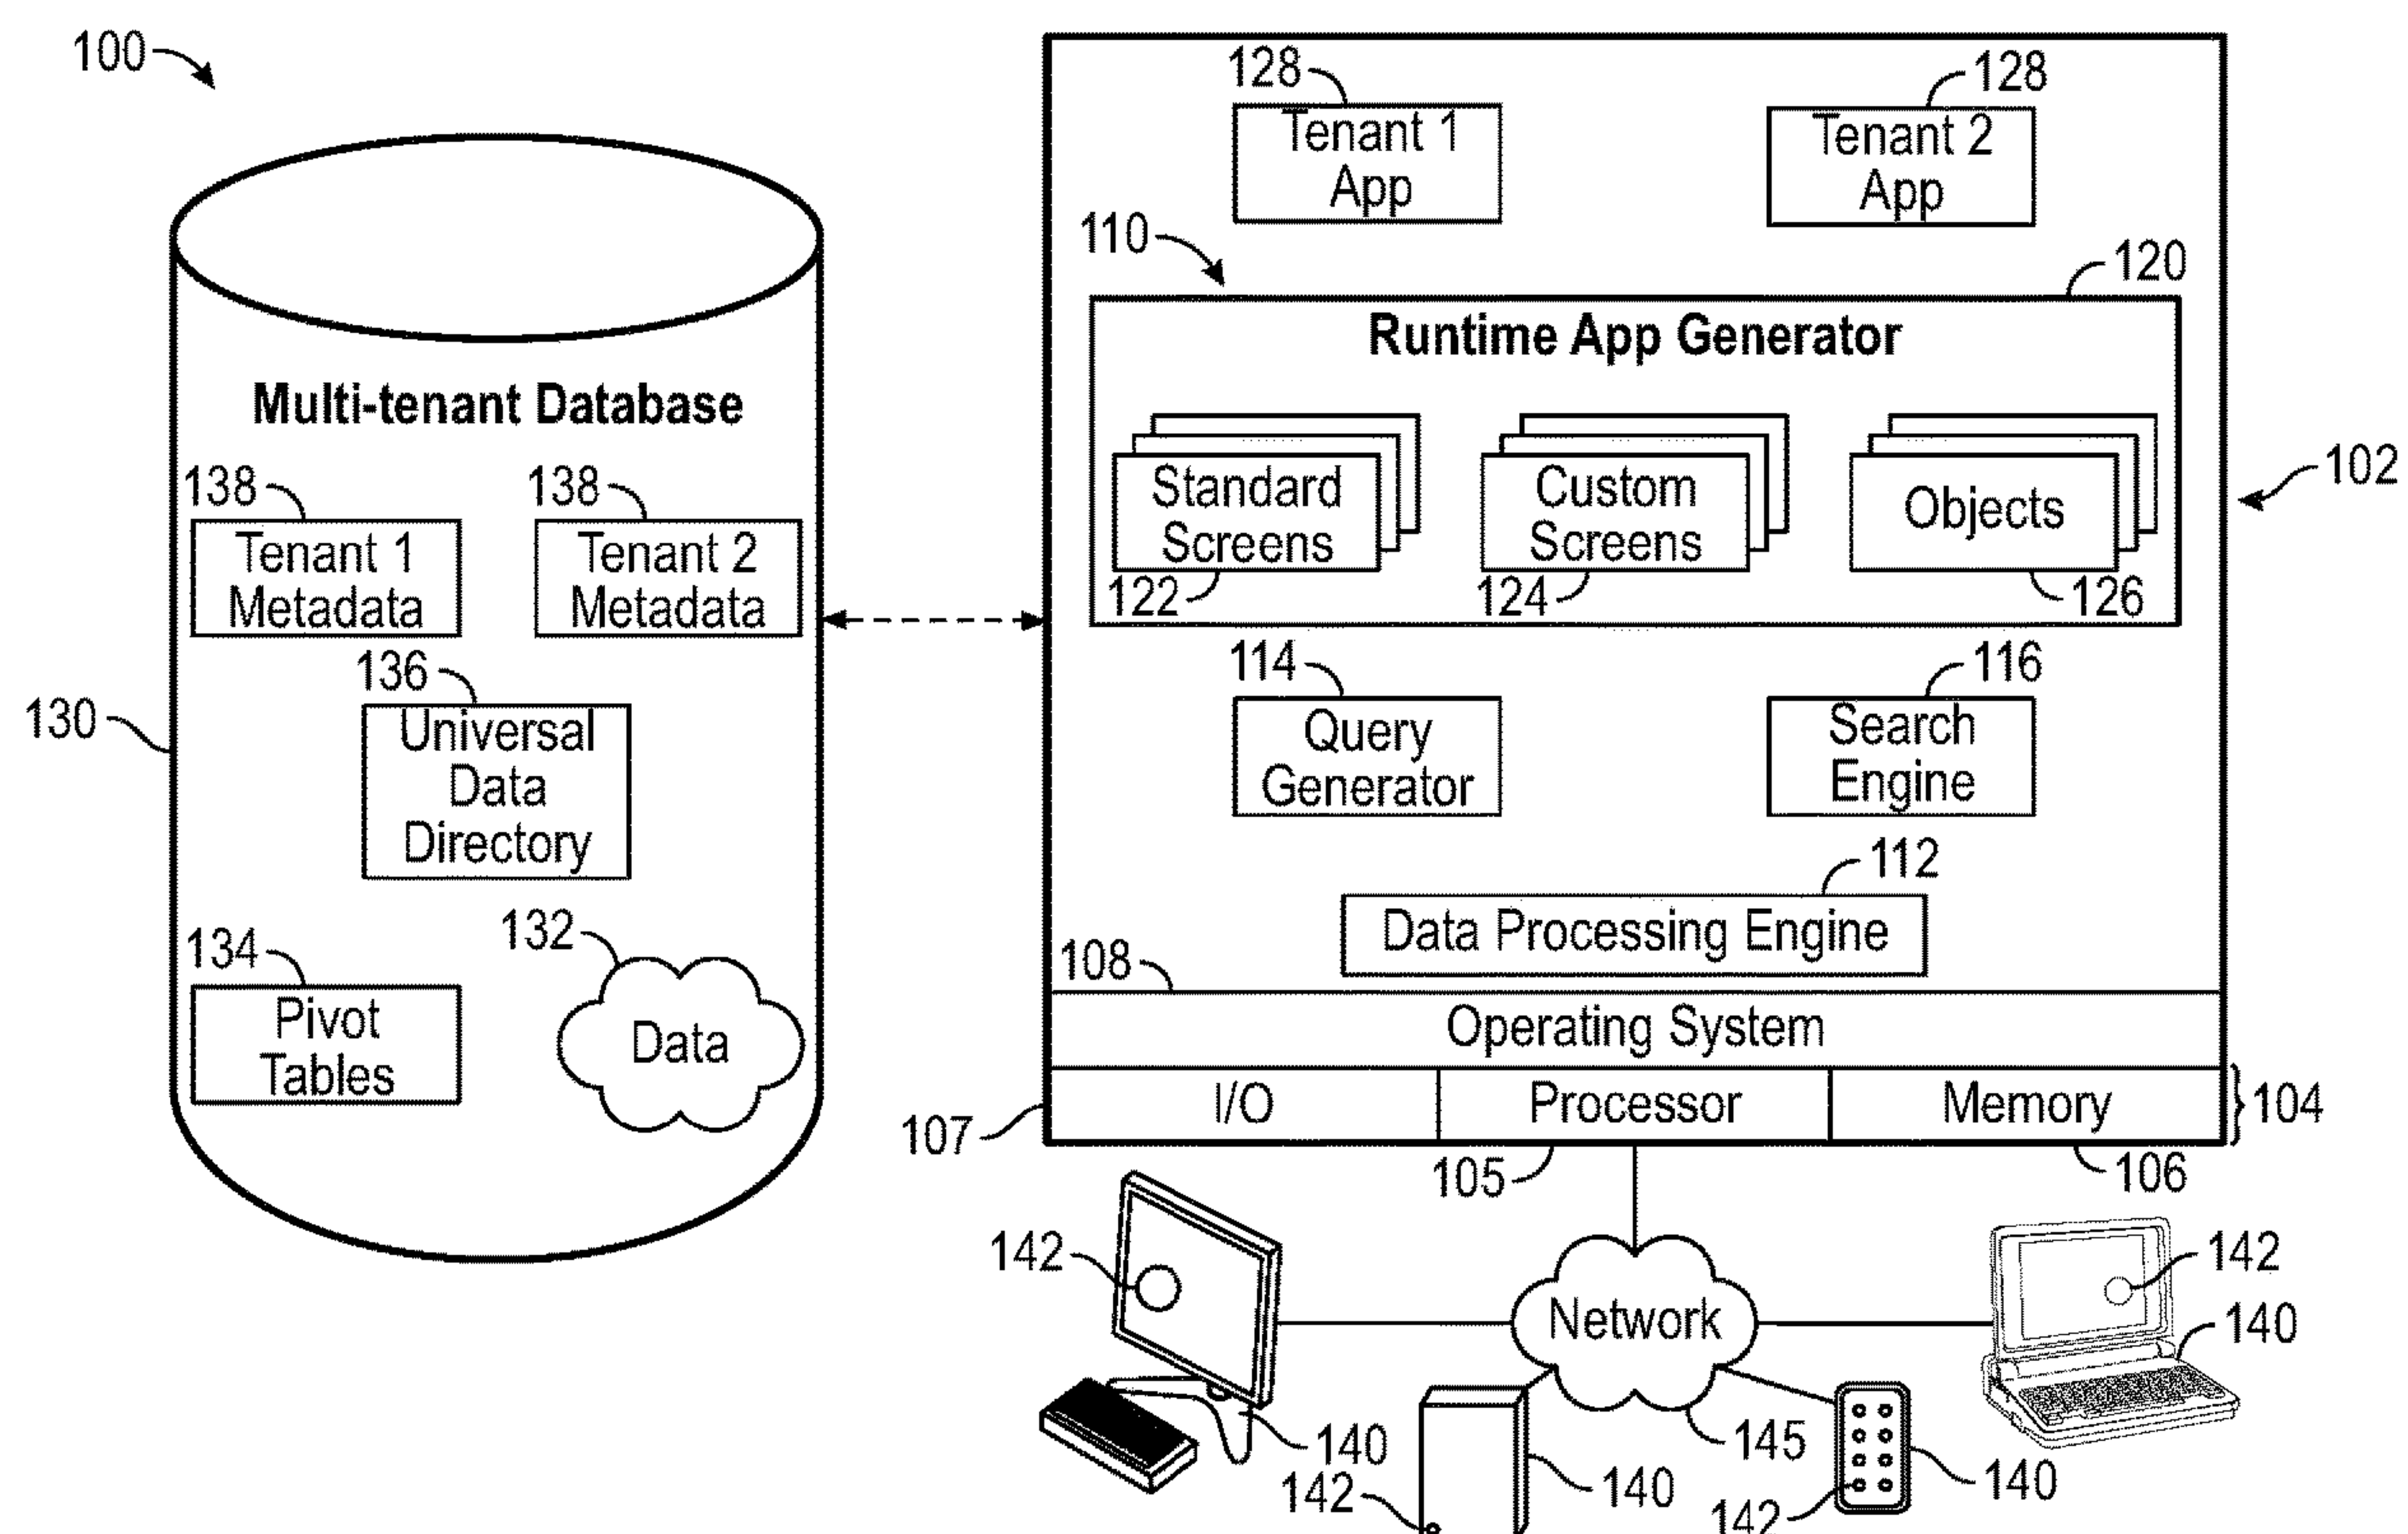 100
Multi-tenant Database
138
138
Tenant 1
Metadata
Tenant 2
Metadata
136
Universal
Data
Directory
130
134
Pivot
Tables
132
Data
128
Tenant 1
App
128
Tenant 2
App
110
120
Runtime App Generator
Standard
Screens
122
Custom
Screens
124
Objects
126
102
114
Query
Generator
116
Search
Engine
112
Data Processing Engine
108
Operating System
I/O
Processor
Memory
104
107
105
106
142
Network
142
140
140
145
142
140
142
140